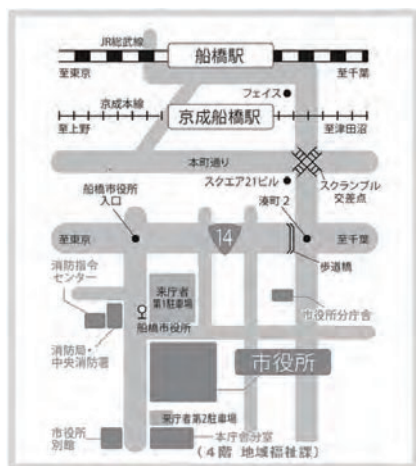 JR総武線
船橋駅
至東京
至千葉
フェイス
京成本線
京成船橋駅
至上野
至津田沼
本町通り
スクエア21ビル
スクランブル
交差点
船橋市役所
入口
湊町2
至東京
14
至千葉
歩道橋
消防指令
センター
来庁者
第1駐車場
市役所分庁舎
船橋市役所
消防局・
中央消防署
市役所
来庁者第2駐車場
市役所
別館
本庁舎分室
(4階 地域福祉課)